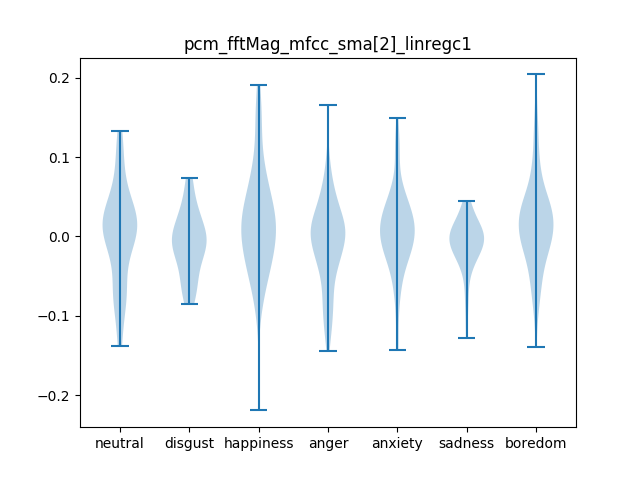 pcm_fftMag_mfcc_sma[2]_linregc1
0.2
0.1
0.0
−0.1
−0.2
neutral disgust happiness anger anxiety sadness boredom